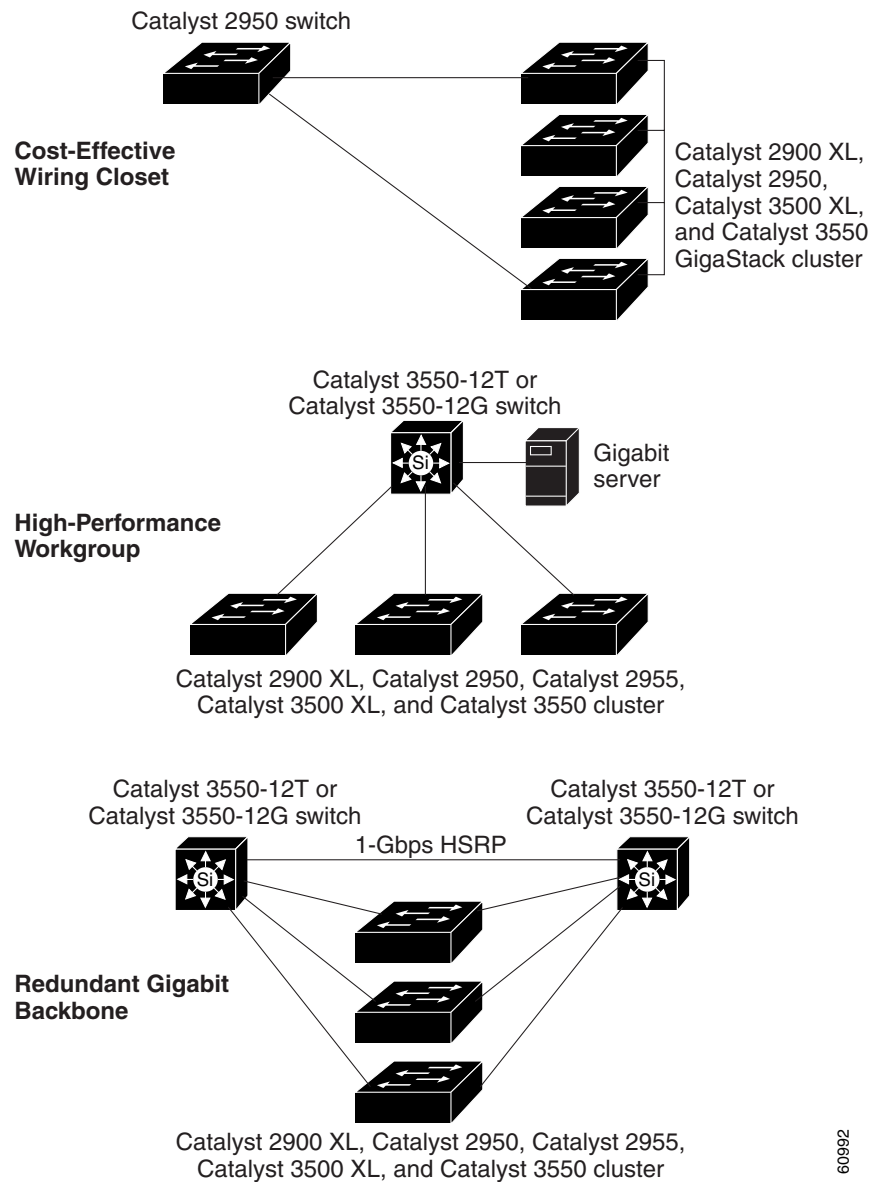 Catalyst 2950 switch
Cost-Effective
Wiring Closet
Catalyst 2900 XL,
Catalyst 2950,
Catalyst 3500 XL,
and Catalyst 3550
GigaStack cluster
Catalyst 3550-12T or
Catalyst 3550-12G switch
Si
Gigabit
server
High-Performance
Workgroup
Catalyst 2900 XL, Catalyst 2950, Catalyst 2955,
Catalyst 3500 XL, and Catalyst 3550 cluster
Catalyst 3550-12T or
Catalyst 3550-12G switch
Catalyst 3550-12T or
Catalyst 3550-12G switch
1-Gbps HSRP
Si
Si
Redundant Gigabit
Backbone
Catalyst 2900 XL, Catalyst 2950, Catalyst 2955,
Catalyst 3500 XL, and Catalyst 3550 cluster
60992